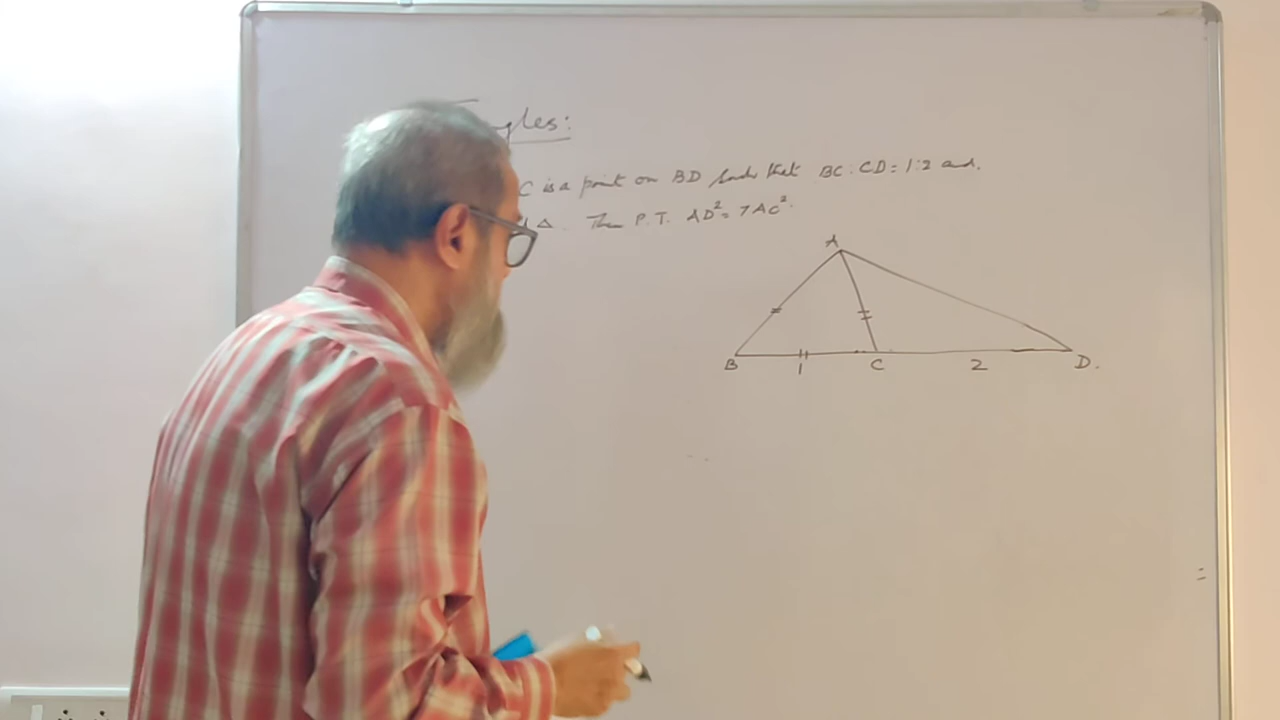 gles:
C is a point on BD such that BC:CD = 1:2 and.
Δ. Then P.T. AD² = 7AC².
A
B 1 C 2 D.